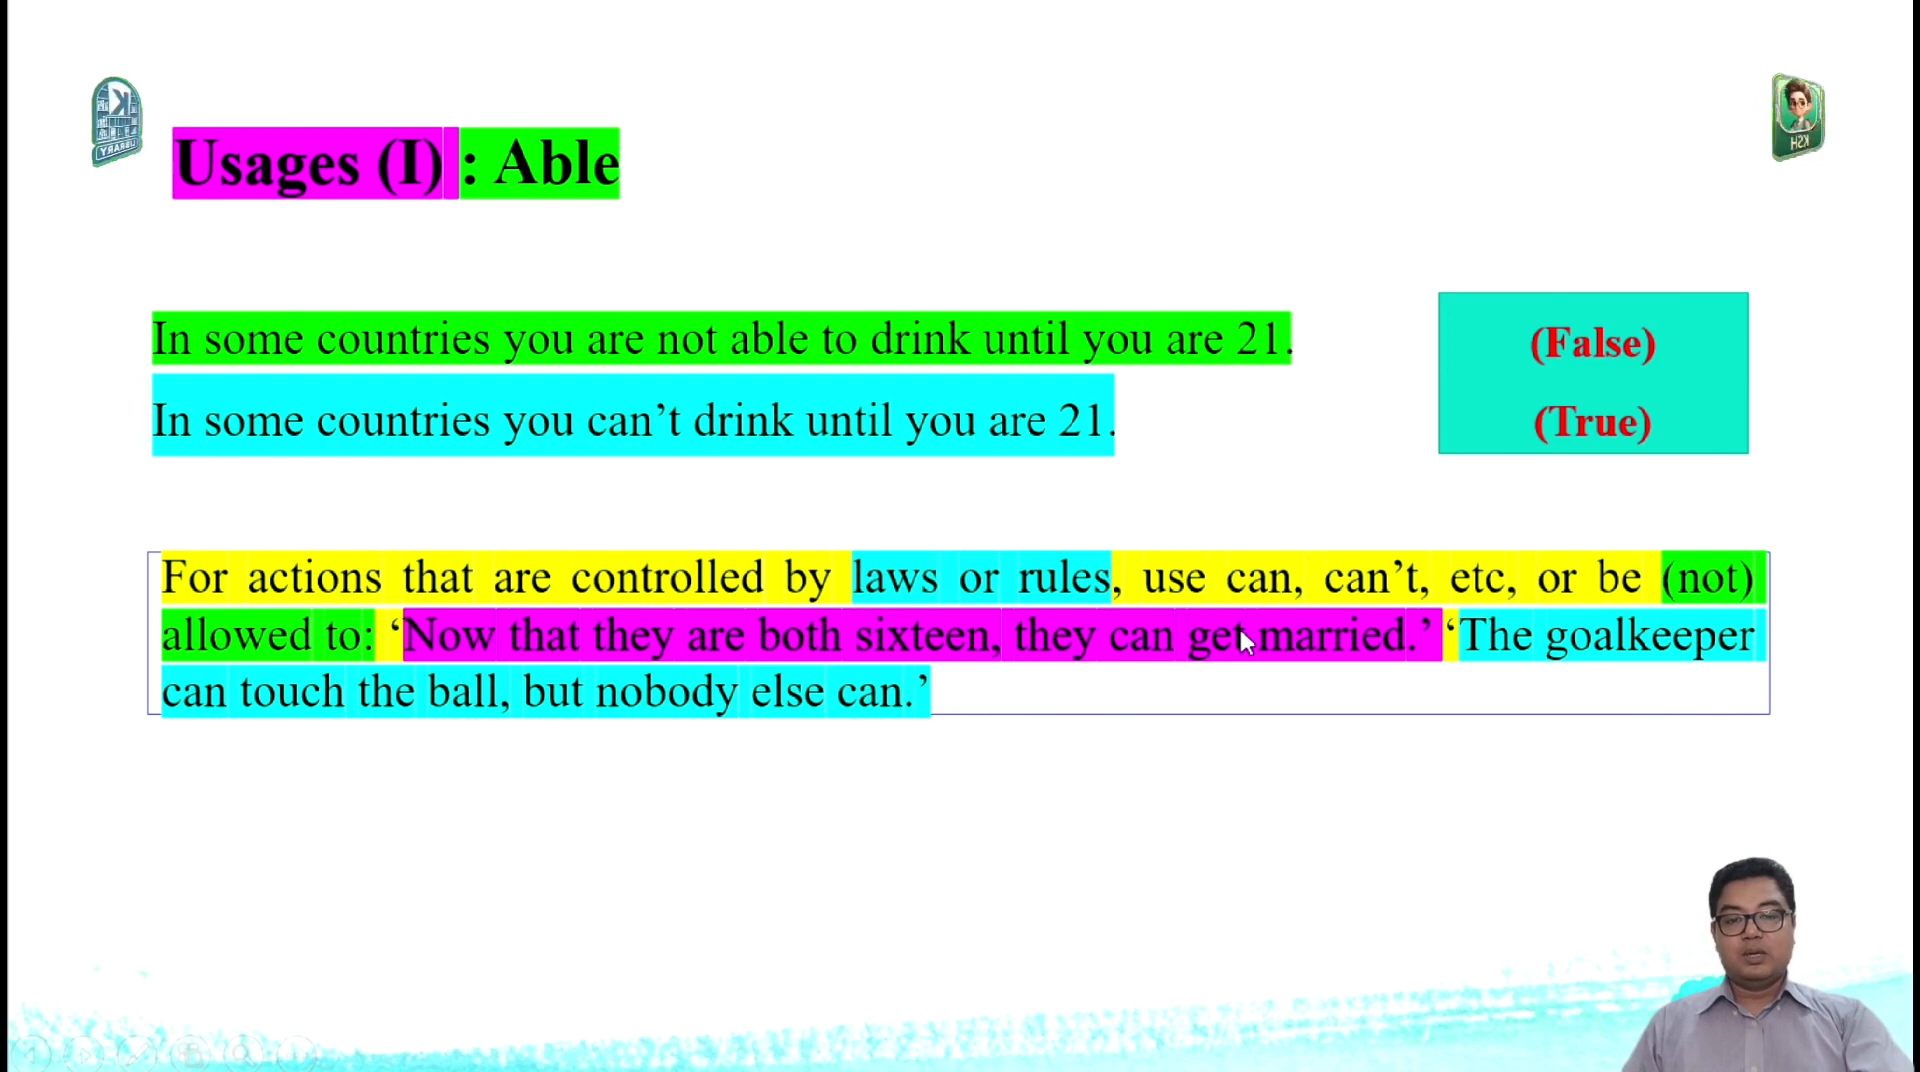 Usages (I) : Able
In some countries you are not able to drink until you are 21.
(False)
In some countries you can’t drink until you are 21.
(True)
For actions that are controlled by laws or rules, use can, can’t, etc, or be (not)
allowed to: ‘Now that they are both sixteen, they can get married.’ ‘The goalkeeper
can touch the ball, but nobody else can.’
K
LIBRARY
KSH